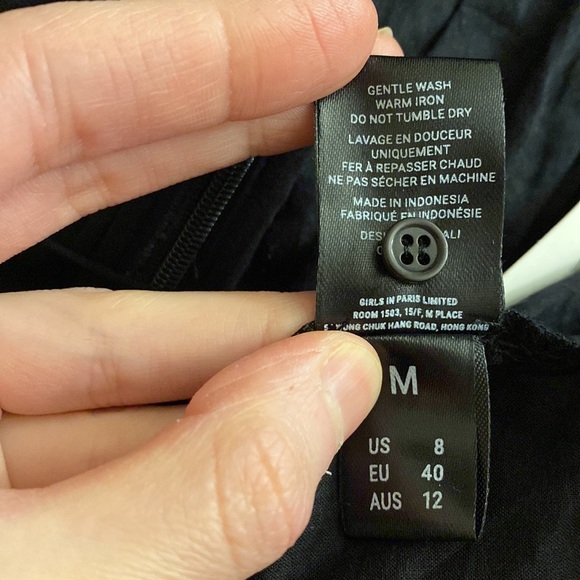 GENTLE WASH
WARM IRON
DO NOT TUMBLE DRY
LAVAGE EN DOUCEUR
UNIQUEMENT
FER À REPASSER CHAUD
NE PAS SÉCHER EN MACHINE
MADE IN INDONESIA
FABRIQUÉ EN INDONÉSIE
GIRLS IN PARIS LIMITED
ROOM 1503, 15/F, M PLACE
CHUK HANG ROAD, HONG KONG
M
US 8
EU 40
AUS 12